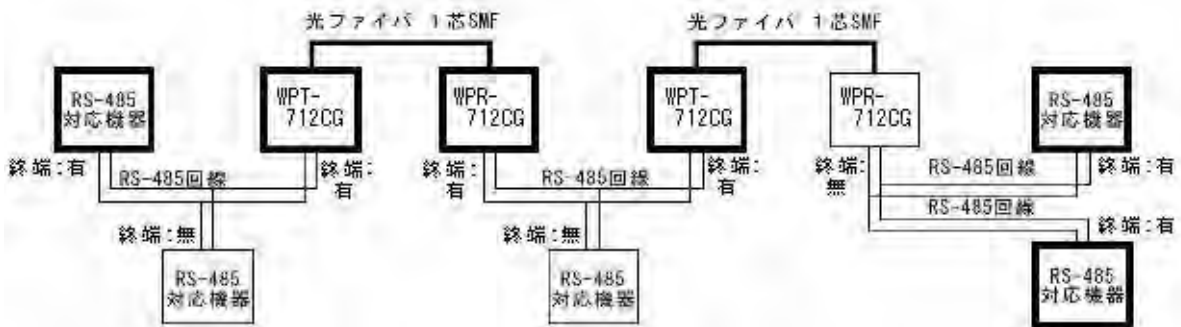 光ファイバ 1芯SMF
光ファイバ 1芯SMF
RS-485
対応機器
WPT-
712CG
WPR-
712CG
WPT-
712CG
WPR-
712CG
RS-485
対応機器
終端:有
RS-485回線
終端:
有
終端:
有
RS-485回線
終端:
有
終端:
無
RS-485回線
終端:有
RS-485回線
終端:有
終端:無
RS-485
対応機器
終端:無
RS-485
対応機器
RS-485
対応機器